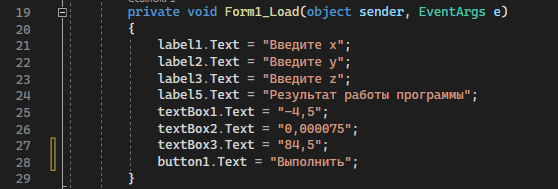 19 private void Form1_Load(object sender, EventArgs e)
20 {
21 label1.Text = "Введите x";
22 label2.Text = "Введите y";
23 label3.Text = "Введите z";
24 label5.Text = "Результат работы программы";
25 textBox1.Text = "-4,5";
26 textBox2.Text = "0,000075";
27 textBox3.Text = "84,5";
28 button1.Text = "Выполнить";
29 }